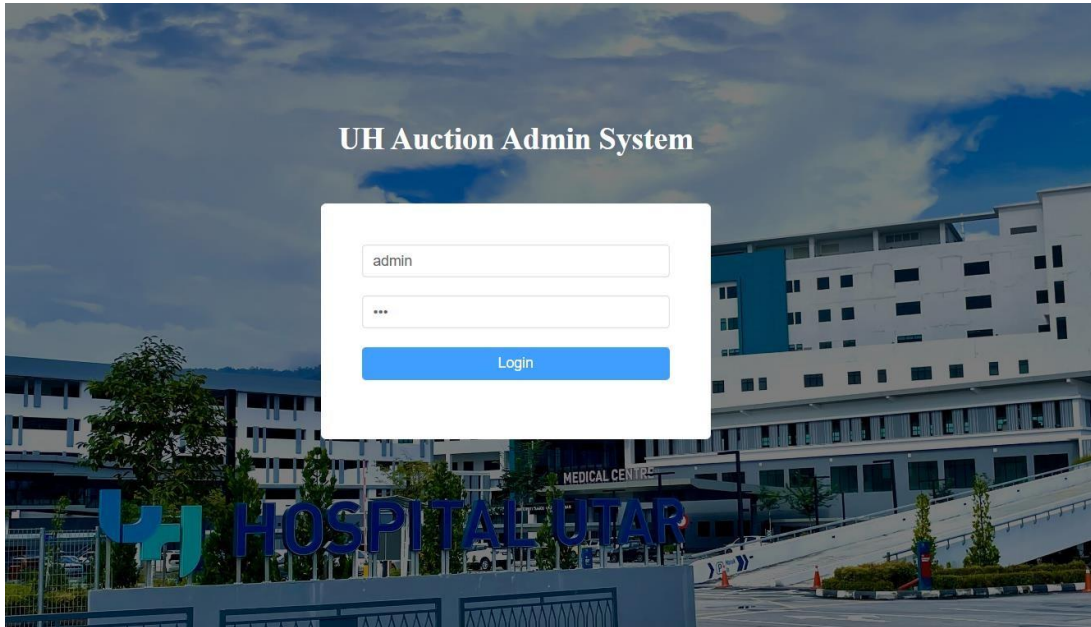 UH Auction Admin System
admin
•••
Login
MEDICAL CENTRE
HOSPITAL UTAR